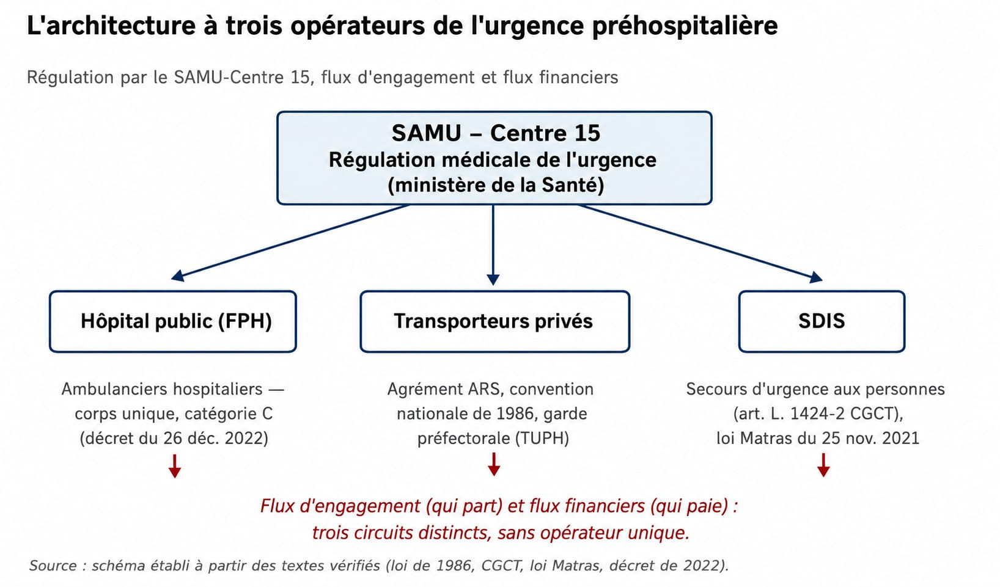 L'architecture à trois opérateurs de l'urgence préhospitalière
Régulation par le SAMU-Centre 15, flux d'engagement et flux financiers
SAMU – Centre 15
Régulation médicale de l'urgence
(ministère de la Santé)
Hôpital public (FPH)
Transporteurs privés
SDIS
Ambulanciers hospitaliers —
corps unique, catégorie C
(décret du 26 déc. 2022)
Agrément ARS, convention
nationale de 1986, garde
préfectorale (TUPH)
Secours d'urgence aux personnes
(art. L. 1424-2 CGCT),
loi Matras du 25 nov. 2021
Flux d'engagement (qui part) et flux financiers (qui paie) :
trois circuits distincts, sans opérateur unique.
Source : schéma établi à partir des textes vérifiés (loi de 1986, CGCT, loi Matras, décret de 2022).